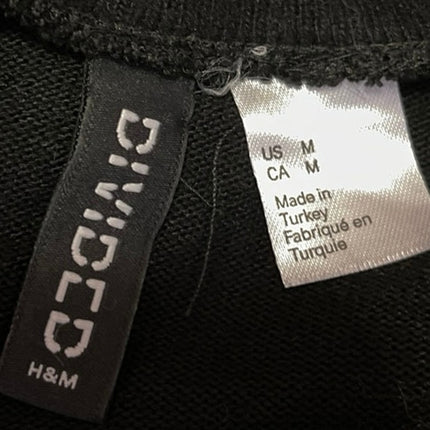 DIVIDED
H&M
US M
CA M
Made in
Turkey
Fabriqué en
Turquie